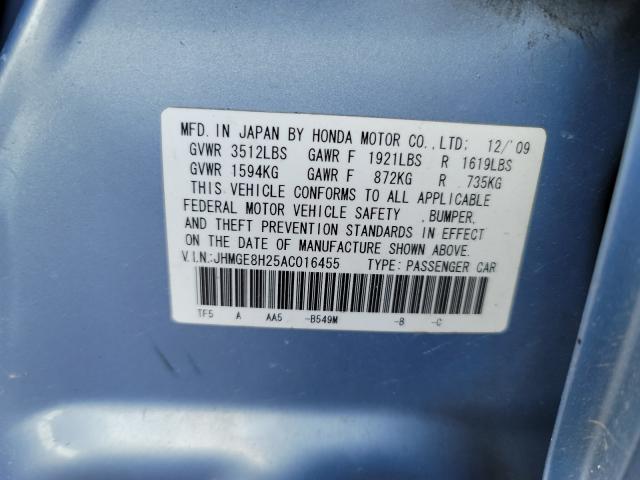 MFD. IN JAPAN BY HONDA MOTOR CO., LTD: 12/'09
GVWR 3512LBS GAWR F 1921LBS R 1619LBS
GVWR 1594KG GAWR F 872KG R 735KG
THIS VEHICLE CONFORMS TO ALL APPLICABLE
FEDERAL MOTOR VEHICLE SAFETY , BUMPER,
AND THEFT PREVENTION STANDARDS IN EFFECT
ON THE DATE OF MANUFACTURE SHOWN ABOVE.
V.I.N:JHMGE8H25AC016455 TYPE: PASSENGER CAR
TF5 A AA5 -B549M -B -C